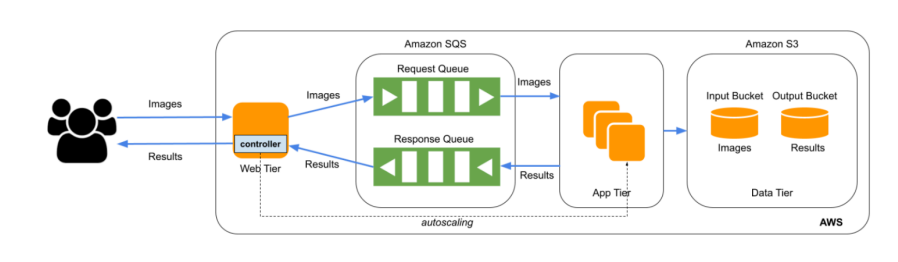 Amazon SQS
Amazon S3
Request Queue
Images
Images
Images
Input Bucket
Output Bucket
controller
Response Queue
Images
Results
Results
Web Tier
Results
Results
App Tier
Data Tier
autoscaling
AWS